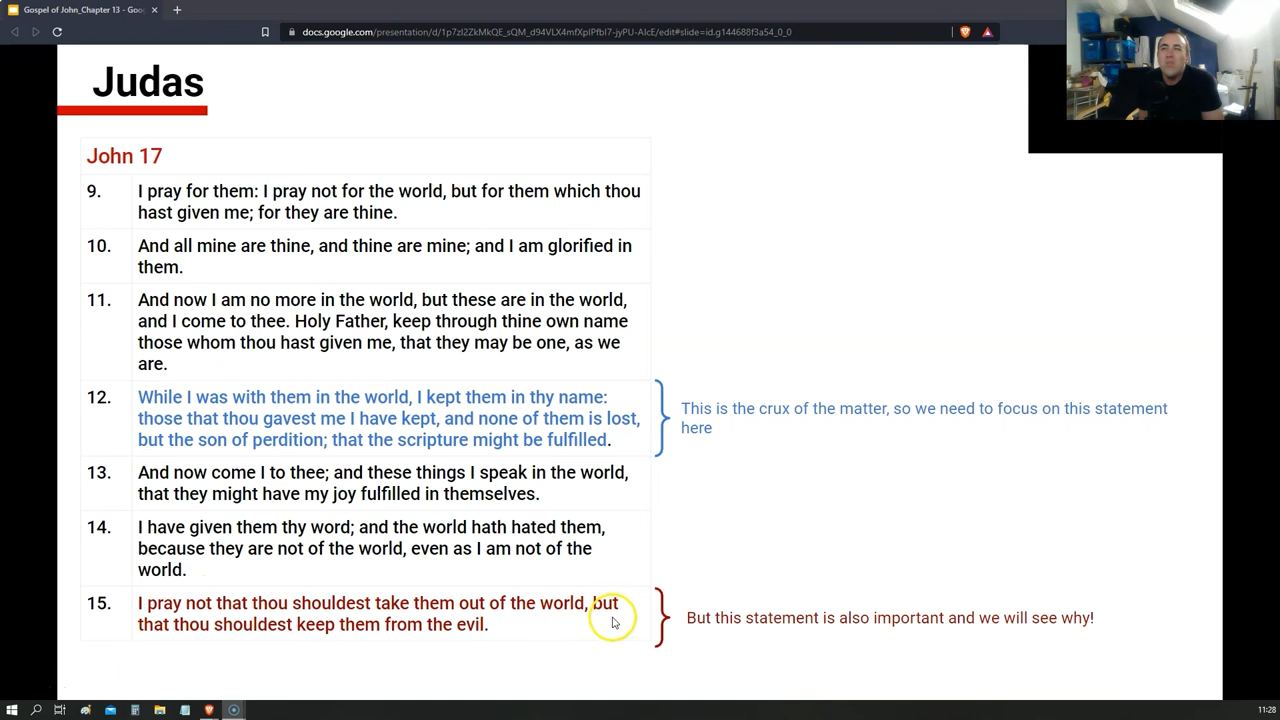 Gospel of John_Chapter 13 - Goo
docs.google.com/presentation/d/1p7zl2ZkMkQE_sQM_d94VLX4mfXpIPfbI7-jyPU-AIcE/edit#slide=id.g144688f3a54_0_0
Judas
John 17
9. I pray for them: I pray not for the world, but for them which thou
hast given me; for they are thine.
10. And all mine are thine, and thine are mine; and I am glorified in
them.
11. And now I am no more in the world, but these are in the world,
and I come to thee. Holy Father, keep through thine own name
those whom thou hast given me, that they may be one, as we
are.
12. While I was with them in the world, I kept them in thy name:
those that thou gavest me I have kept, and none of them is lost,
but the son of perdition; that the scripture might be fulfilled.
This is the crux of the matter, so we need to focus on this statement
here
13. And now come I to thee; and these things I speak in the world,
that they might have my joy fulfilled in themselves.
14. I have given them thy word; and the world hath hated them,
because they are not of the world, even as I am not of the
world.
15. I pray not that thou shouldest take them out of the world, but
that thou shouldest keep them from the evil.
But this statement is also important and we will see why!
11:28